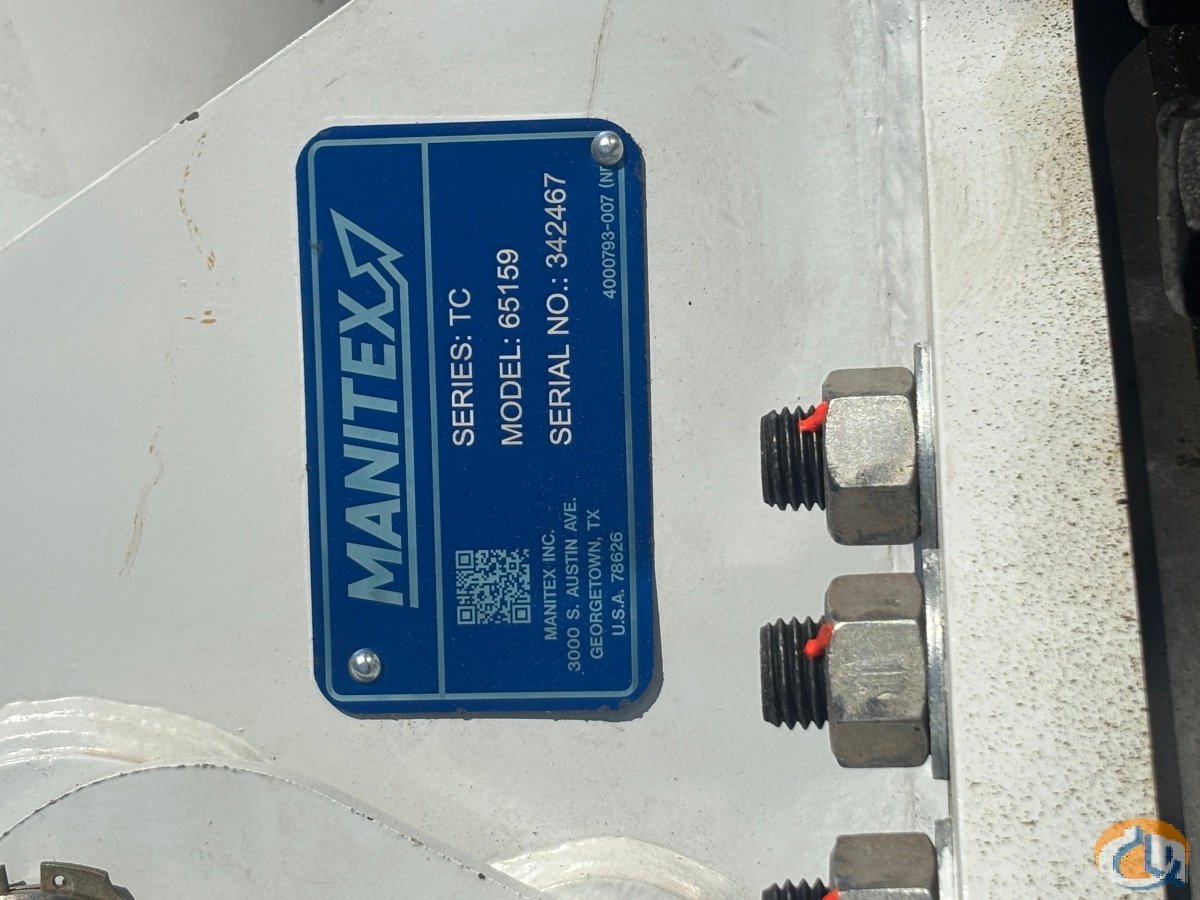 MANITEX
SERIES: TC
MODEL: 65159
SERIAL NO.: 342467
MANITEX INC.
3000 S. AUSTIN AVE.
GEORGETOWN, TX
U.S.A. 78626
4000793-007